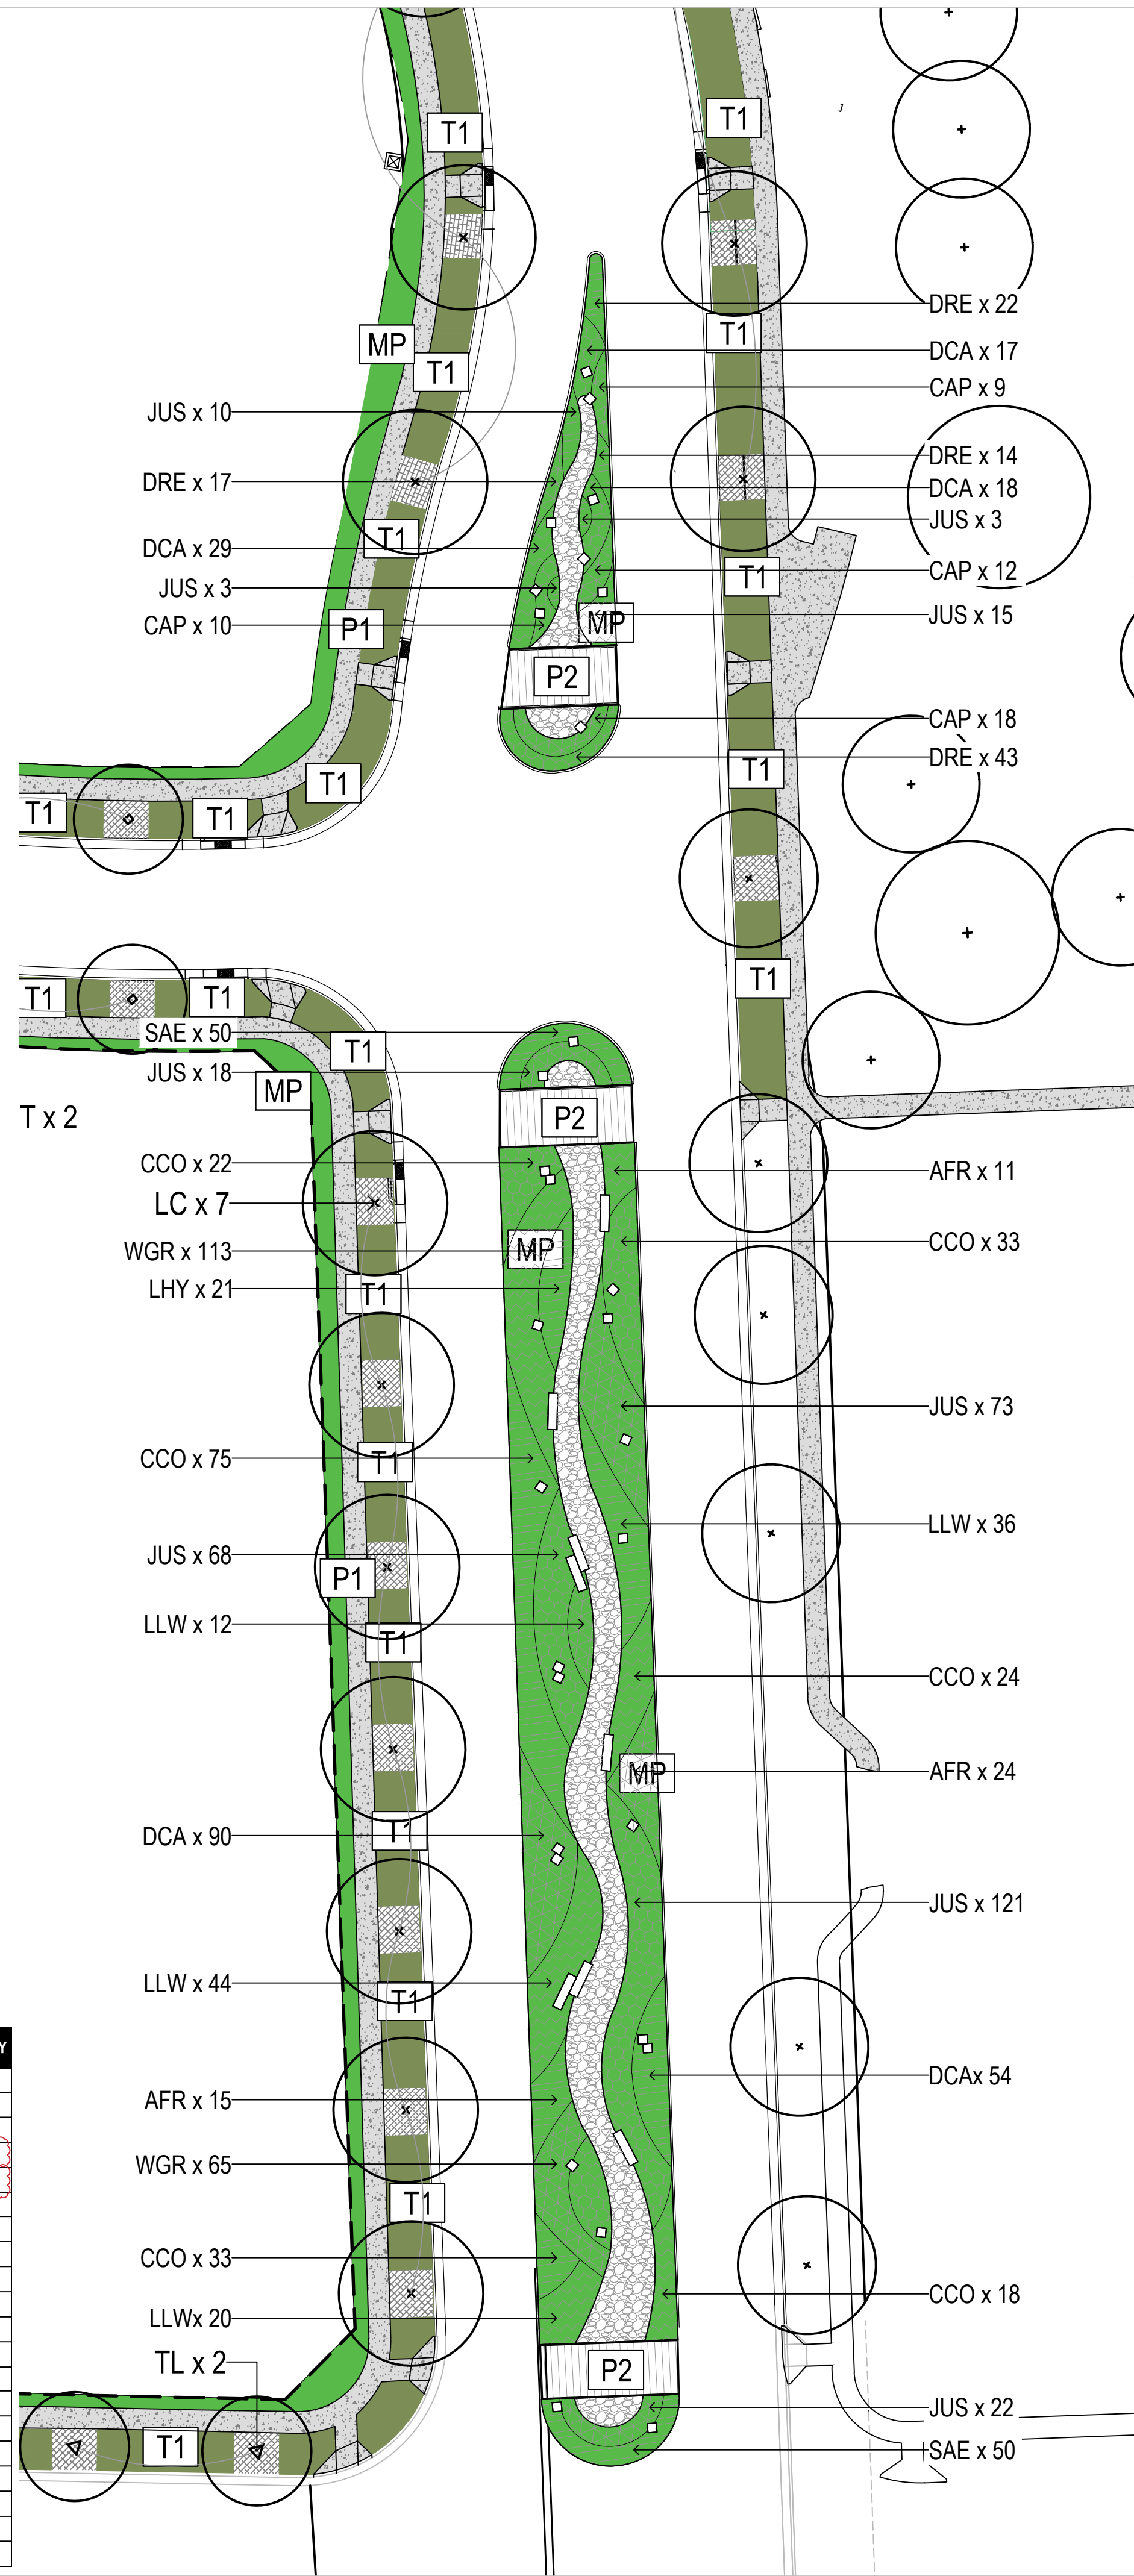 T1
T1
DRE x 22
T1
MP
DCA x 17
T1
CAP x 9
JUS x 10
DRE x 14
DRE x 17
DCA x 18
JUS x 3
T1
DCA x 29
CAP x 12
T1
JUS x 3
JUS x 15
MP
CAP x 10
P1
P2
CAP x 18
DRE x 43
T1
T1
T1
T1
T1
T1
T1
SAE x 50
T1
JUS x 18
MP
T x 2
P2
CCO x 22
AFR x 11
LC x 7
CCO x 33
WGR x 113
MP
LHY x 21
T1
JUS x 73
CCO x 75
T1
LLW x 36
JUS x 68
P1
LLW x 12
T1
CCO x 24
AFR x 24
MP
DCA x 90
T1
JUS x 121
LLW x 44
T1
Y
DCAx 54
AFR x 15
WGR x 65
T1
CCO x 33
CCO x 18
LLWx 20
TL x 2
P2
JUS x 22
T1
SAE x 50